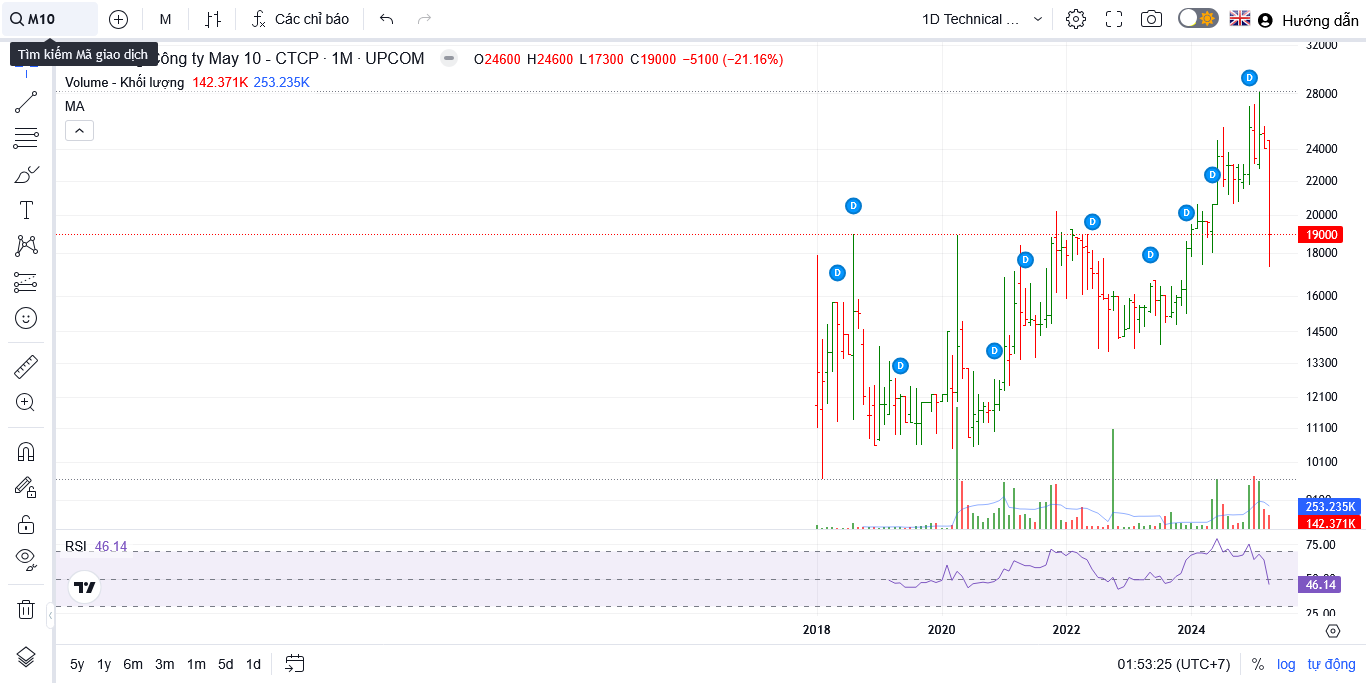 M10
M
Các chỉ báo
1D Technical ...
Hướng dẫn
Tìm kiếm Mã giao dịch
Công ty May 10 - CTCP · 1M · UPCOM
O24600 H24600 L17300 C19000 −5100 (−21.16%)
Volume - Khối lượng 142.371K 253.235K
MA
D
D
D
D
D
D
D
D
D
D
32000
28000
24000
22000
20000
19000
18000
16000
14500
13300
12100
11100
10100
253.235K
142.371K
RSI 46.14
75.00
46.14
25.00
2018 2020 2022 2024
5y 1y 6m 3m 1m 5d 1d
01:53:25 (UTC+7) % log tự động